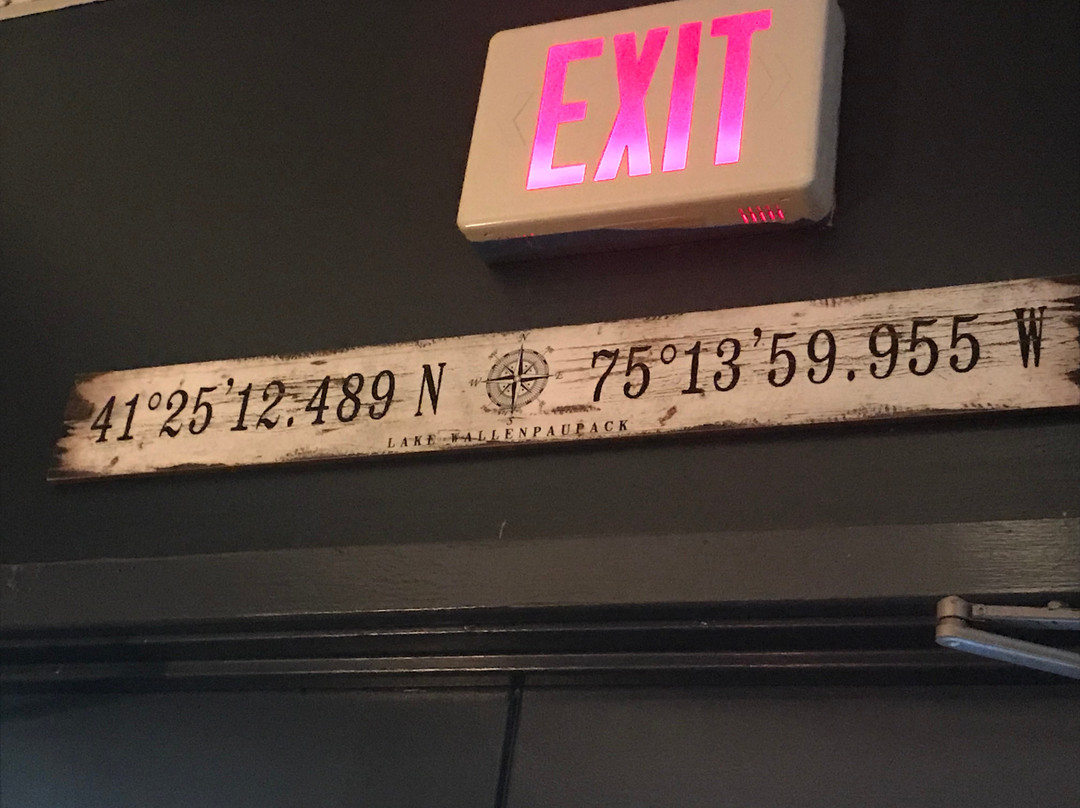 EXIT
41°25'12.489 N N W E S 75°13'59.955 W
LAKE WALLENPAUPACK